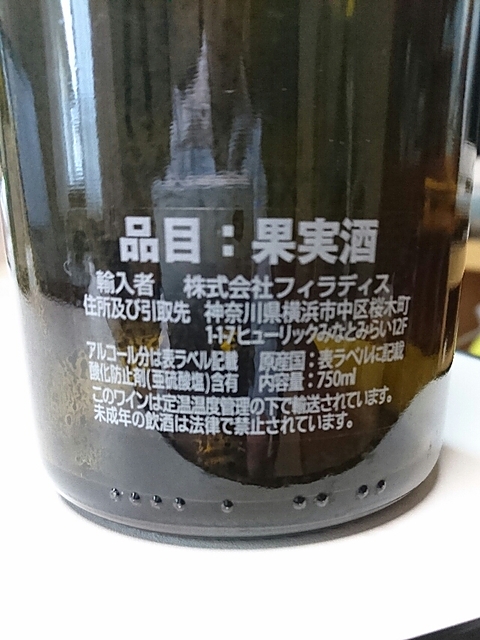 品目：果実酒
輸入者　株式会社フィラディス
住所及び引取先　神奈川県横浜市中区桜木町
1-1-7ヒューリックみなとみらい12F
アルコール分は表ラベル記載　原産国：表ラベルに記載
酸化防止剤(亜硫酸塩)含有　内容量：750ml
このワインは定温温度管理の下で輸送されています。
未成年の飲酒は法律で禁止されています。